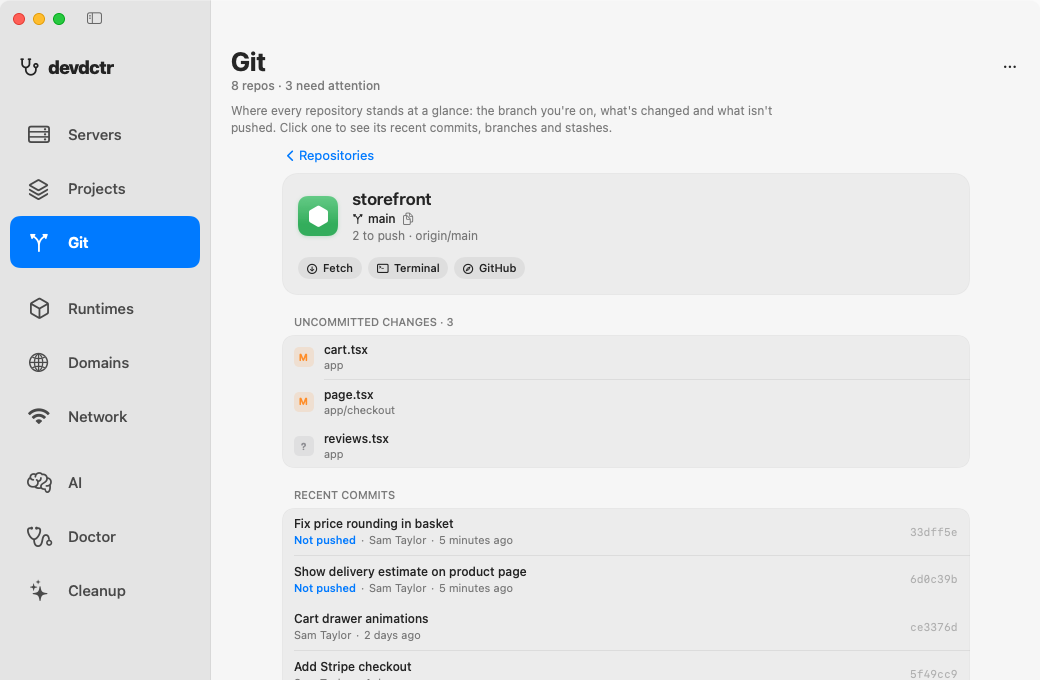 devdctr
Servers
Projects
Git
Runtimes
Domains
Network
AI
Doctor
Cleanup
Git
8 repos · 3 need attention
Where every repository stands at a glance: the branch you're on, what's changed and what isn't
pushed. Click one to see its recent commits, branches and stashes.
Repositories
storefront
main
2 to push · origin/main
Fetch Terminal GitHub
UNCOMMITTED CHANGES · 3
M cart.tsx
app
M page.tsx
app/checkout
? reviews.tsx
app
RECENT COMMITS
Fix price rounding in basket
Not pushed · Sam Taylor · 5 minutes ago
33dff5e
Show delivery estimate on product page
Not pushed · Sam Taylor · 5 minutes ago
6d0c39b
Cart drawer animations
Sam Taylor · 2 days ago
ce3376d
Add Stripe checkout
5f49cc9